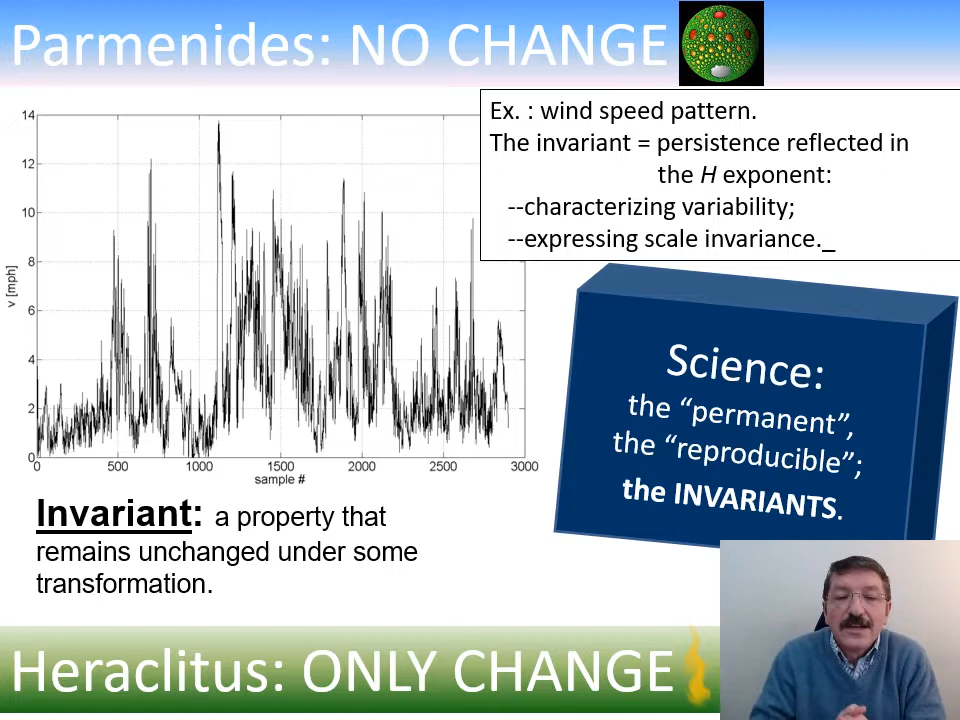 Parmenides: NO CHANGE
Ex. : wind speed pattern.
The invariant = persistence reflected in
the H exponent:
--characterizing variability;
--expressing scale invariance._
14
12
10
8
6
4
2
0
v [mph]
0 500 1000 1500 2000 2500 3000
sample #
Science:
the “permanent”,
the “reproducible”;
the INVARIANTS.
Invariant: a property that
remains unchanged under some
transformation.
Heraclitus: ONLY CHANGE